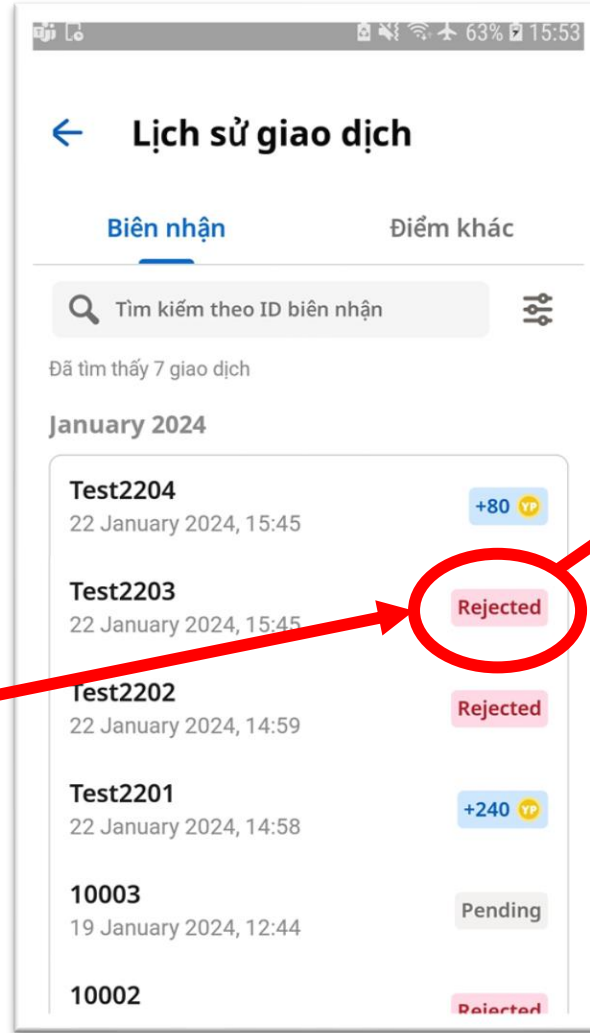 63% 15:53
Lịch sử giao dịch
Biên nhận Điểm khác
Tìm kiếm theo ID biên nhận
Đã tìm thấy 7 giao dịch
January 2024
Test2204
+80 YP
22 January 2024, 15:45
Test2203
Rejected
22 January 2024, 15:45
Test2202
Rejected
22 January 2024, 14:59
Test2201
+240 YP
22 January 2024, 14:58
10003
Pending
19 January 2024, 12:44
10002
Rejected